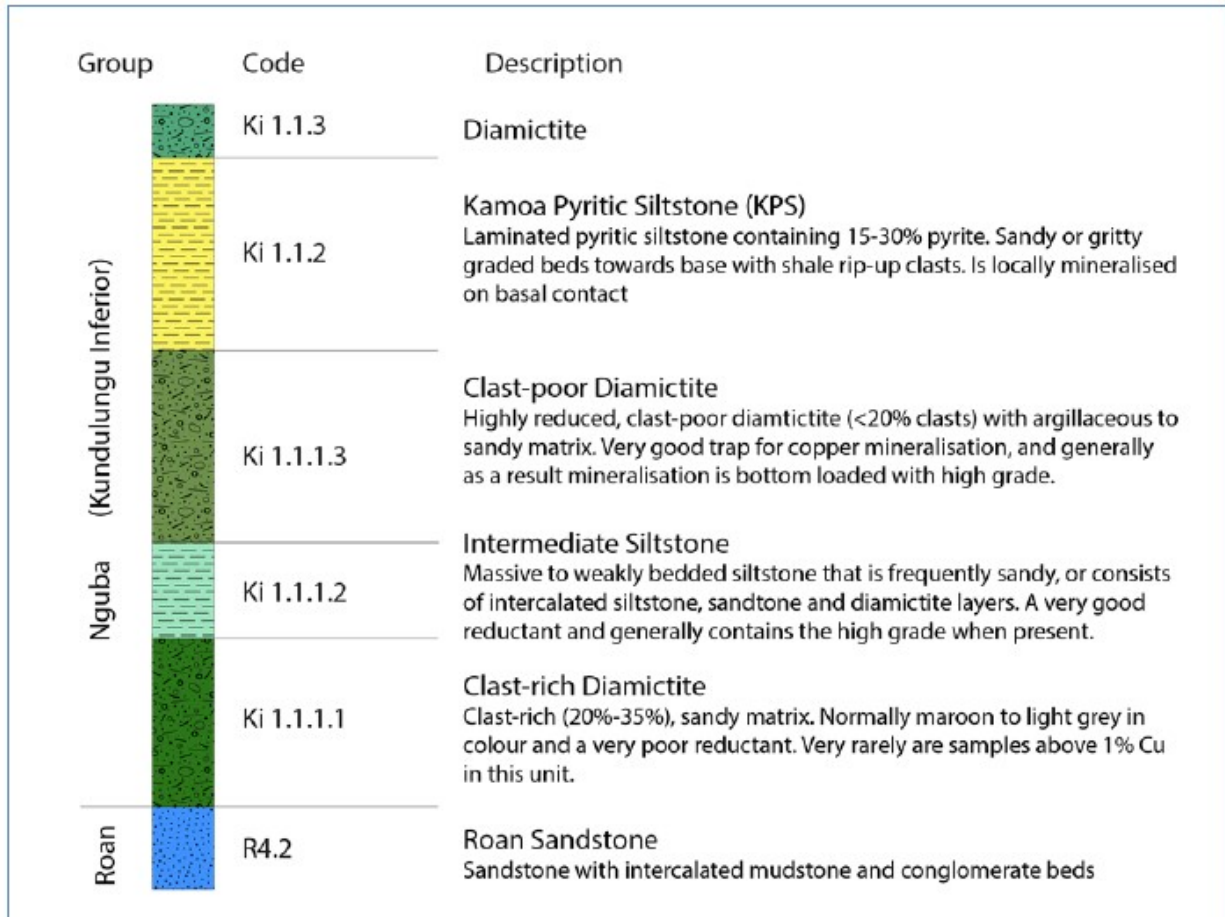 Group Code Description
Ki 1.1.3 Diamictite
Kamoa Pyritic Siltstone (KPS)
Laminated pyritic siltstone containing 15-30% pyrite. Sandy or gritty
Ki 1.1.2
graded beds towards base with shale rip-up clasts. Is locally mineralised
on basal contact
(Kundulungu Inferior)
Clast-poor Diamictite
Highly reduced, clast-poor diamtictite (<20% clasts) with argillaceous to
Ki 1.1.1.3
sandy matrix. Very good trap for copper mineralisation, and generally
as a result mineralisation is bottom loaded with high grade.
Nguba
Intermediate Siltstone
Massive to weakly bedded siltstone that is frequently sandy, or consists
Ki 1.1.1.2
of intercalated siltstone, sandtone and diamictite layers. A very good
reductant and generally contains the high grade when present.
Clast-rich Diamictite
Clast-rich (20%-35%), sandy matrix. Normally maroon to light grey in
Ki 1.1.1.1
colour and a very poor reductant. Very rarely are samples above 1% Cu
in this unit.
Roan
R4.2
Roan Sandstone
Sandstone with intercalated mudstone and conglomerate beds